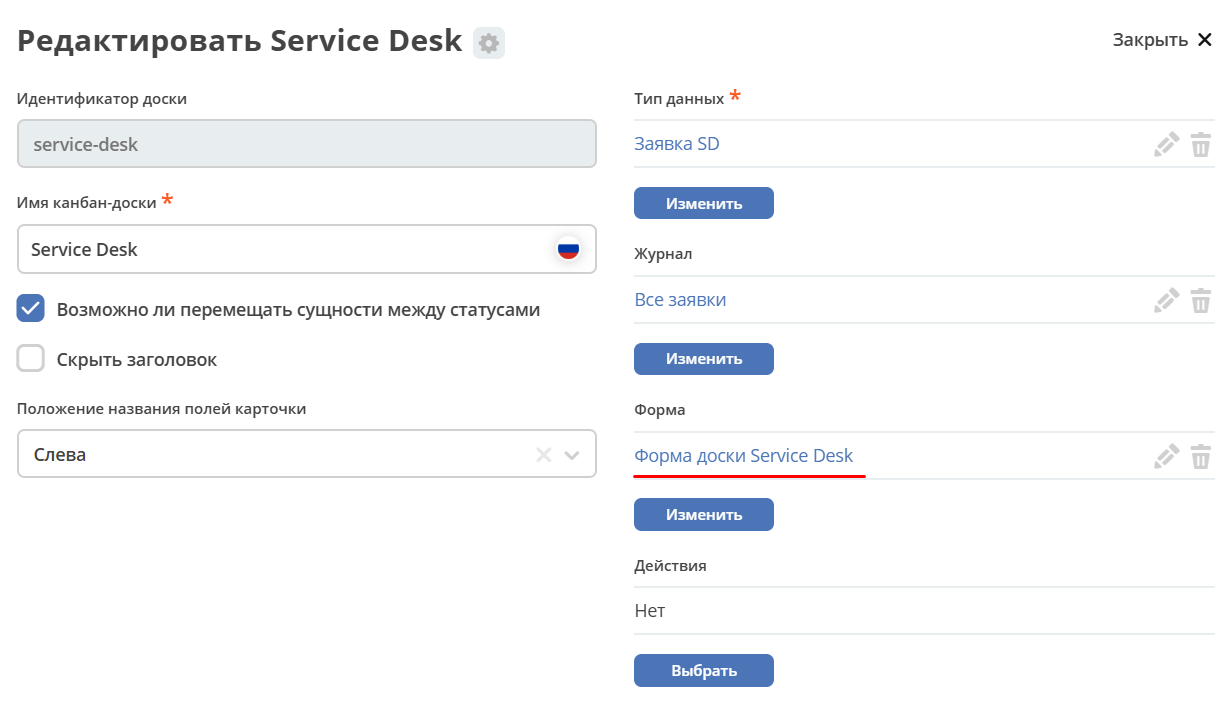 Редактировать Service Desk
Закрыть
Идентификатор доски
service-desk
Имя канбан-доски *
Service Desk
Возможно ли перемещать сущности между статусами
Скрыть заголовок
Положение названия полей карточки
Слева
Тип данных *
Заявка SD
Изменить
Журнал
Все заявки
Изменить
Форма
Форма доски Service Desk
Изменить
Действия
Нет
Выбрать